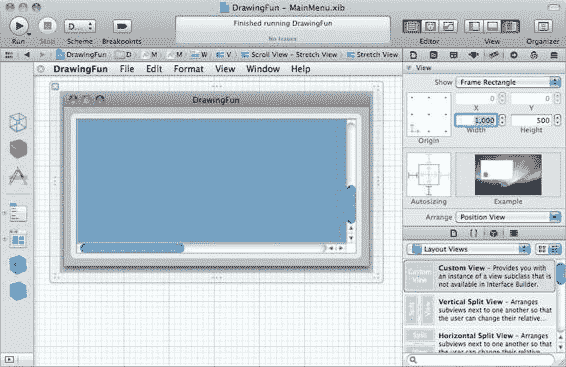 DrawingFun – MainMenu.xib
Finished running DrawingFun
No Issues
D...
Run Stop Scheme Breakpoints Editor View Organizer
DrawingFun D M M W V Scroll View – Stretch View Stretch View
DrawingFun File Edit Format View Window Help
DrawingFun
View
Show Frame Rectangle
0 0
X Y
1,000 500
Width Height
Origin
Autosizing Example
Arrange Position View
Layout Views
Custom View
Custom View – Provides you with
an instance of a view subclass that
is not available in Interface Builder.
Vertical Split View – Arranges
subviews next to one another so that
the user can change their relative...
Horizontal Split View – Arranges
subviews next to one another so that
the user can change their relative...